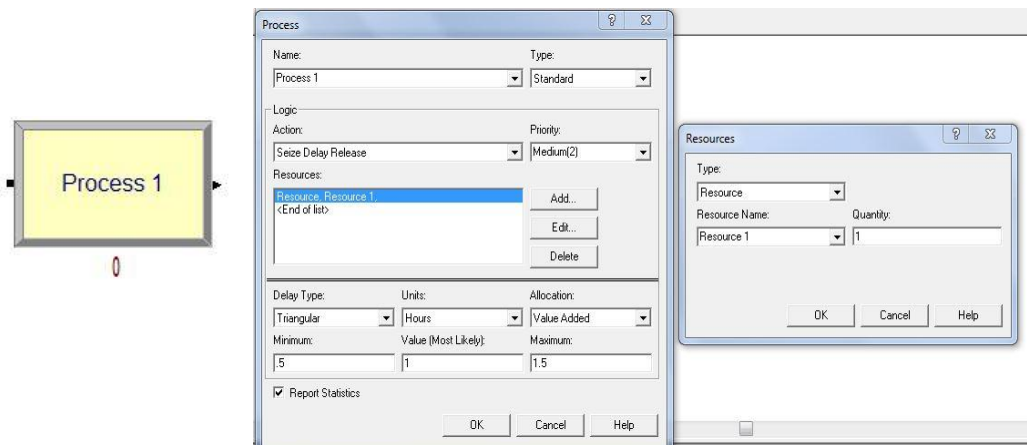 Process 1
0
Process
Name:
Type:
Process 1
Standard
Logic
Action:
Priority:
Seize Delay Release
Medium(2)
Resources:
Resource, Resource 1,
<End of list>
Add...
Edit...
Delete
Delay Type:
Units:
Allocation:
Triangular
Hours
Value Added
Minimum:
Value (Most Likely):
Maximum:
.5
1
1.5
Report Statistics
OK
Cancel
Help
Resources
Type:
Resource
Resource Name:
Quantity:
Resource 1
1
OK
Cancel
Help